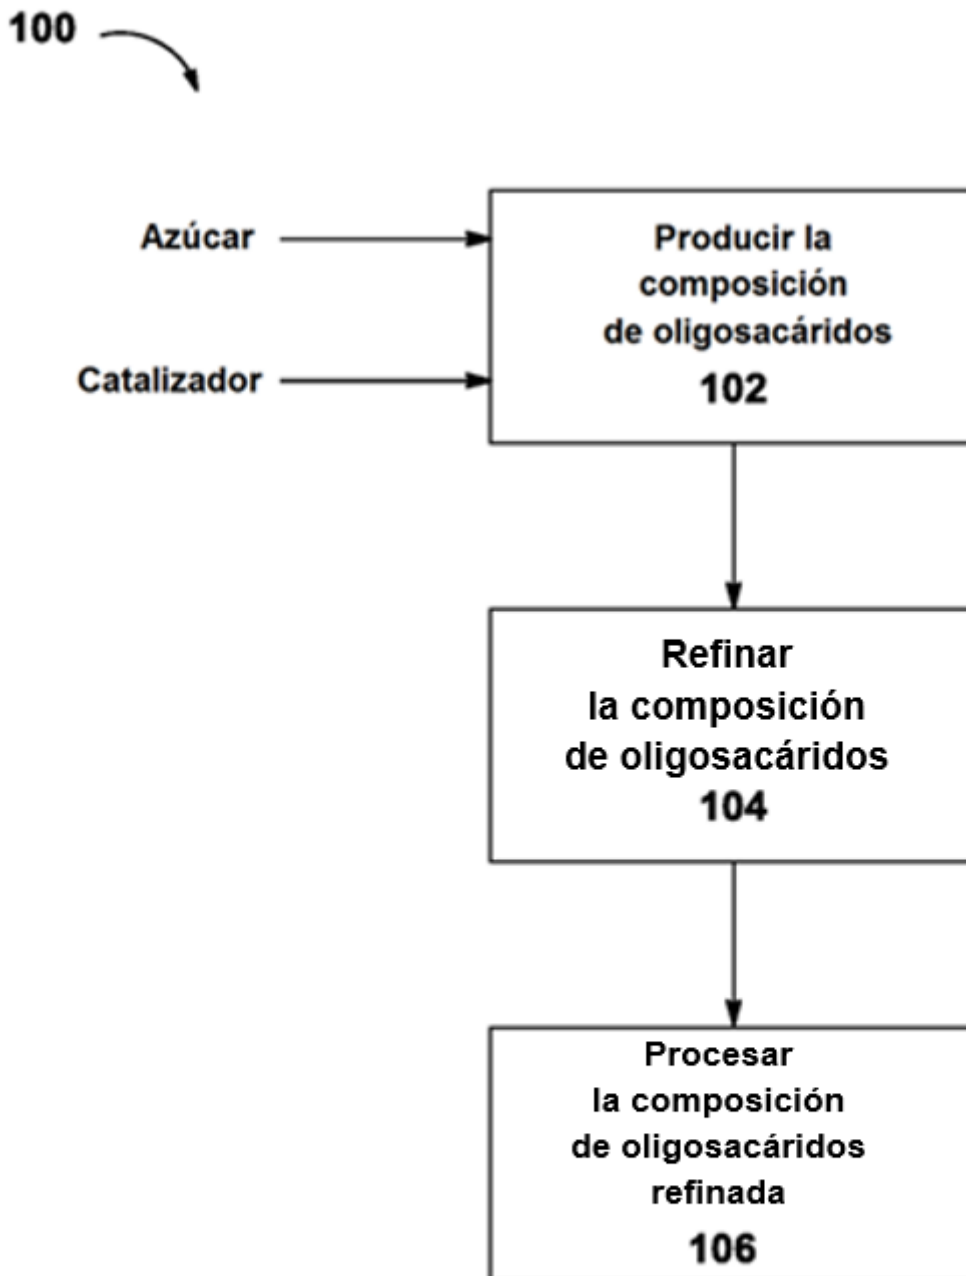 100
Azúcar
Catalizador
Producir la
composición
de oligosacáridos
102
Refinar
la composición
de oligosacáridos
104
Procesar
la composición
de oligosacáridos
refinada
106